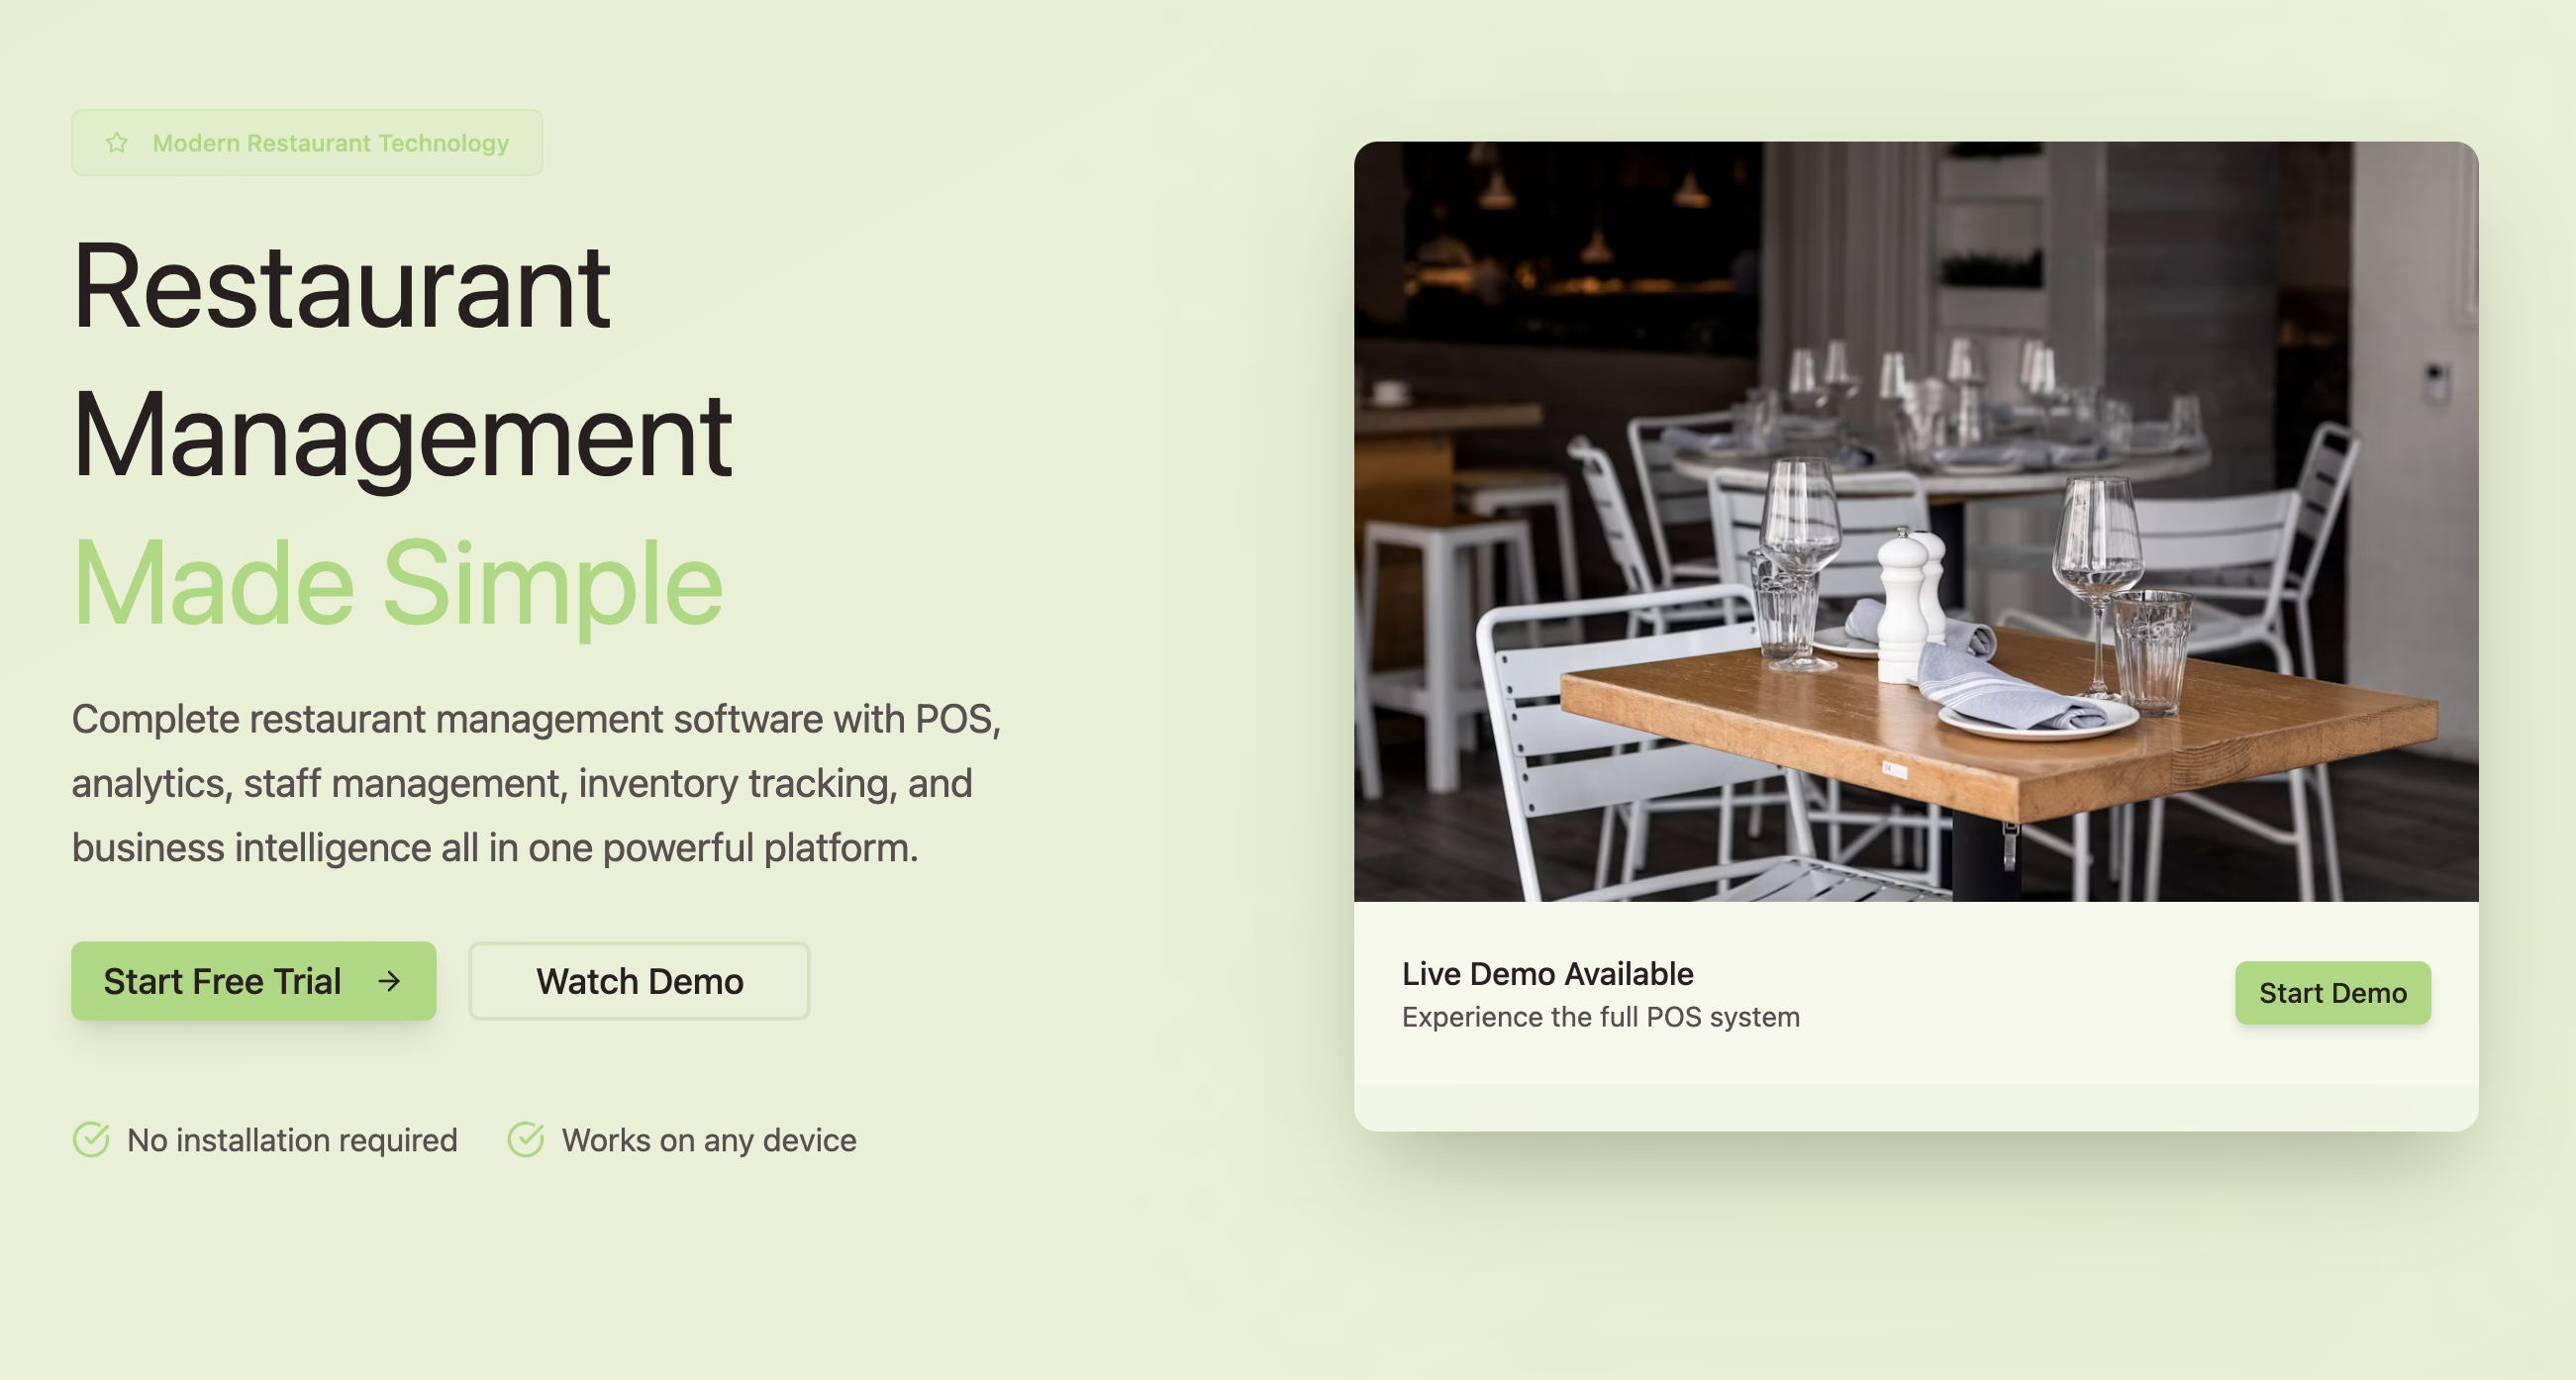 Modern Restaurant Technology
Restaurant
Management
Made Simple
Complete restaurant management software with POS,
analytics, staff management, inventory tracking, and
business intelligence all in one powerful platform.
Start Free Trial →
Watch Demo
No installation required
Works on any device
Live Demo Available
Experience the full POS system
Start Demo